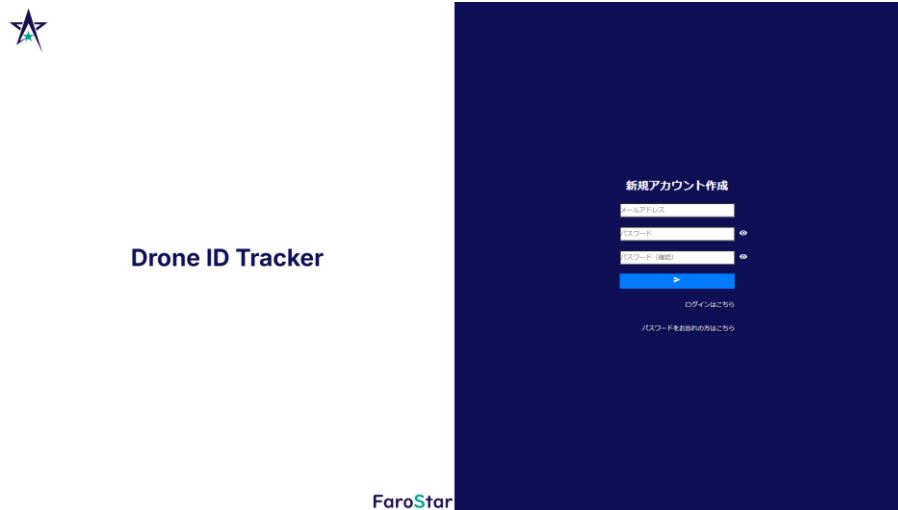 Drone ID Tracker
FaroStar
新規アカウント作成
メールアドレス
パスワード
パスワード（確認）
ログインはこちら
パスワードをお忘れの方はこちら